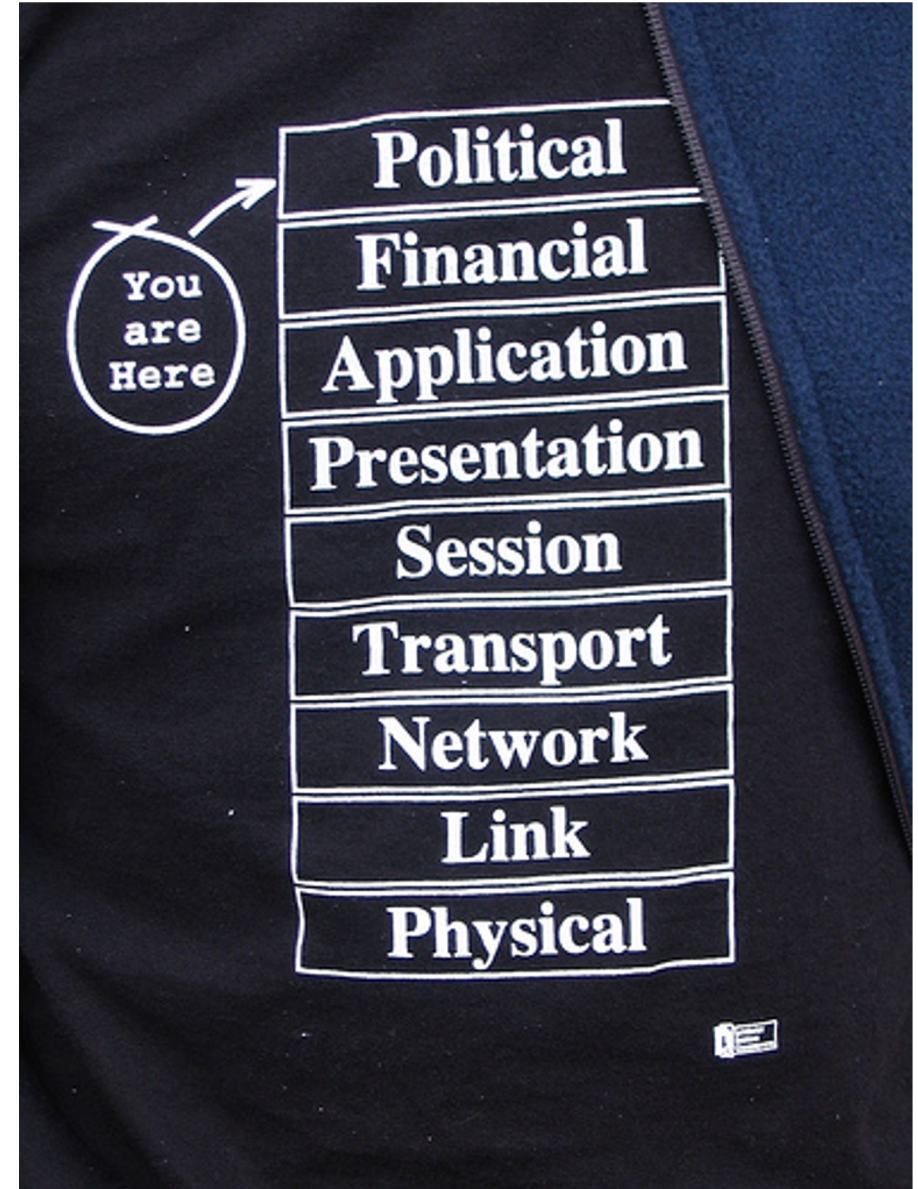 Political
Financial
Application
Presentation
Session
Transport
Network
Link
Physical
You
are
Here